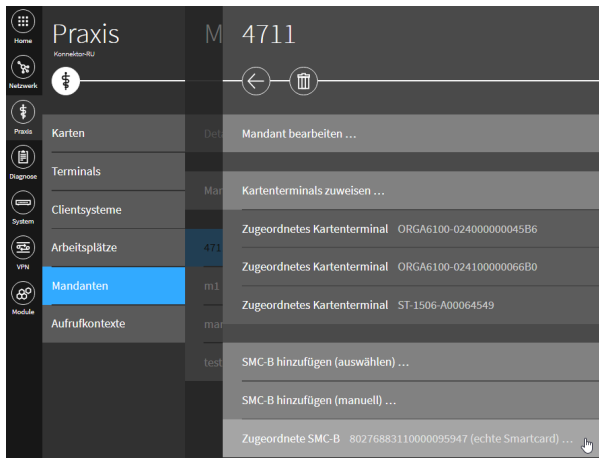 Home
Netzwerk
Praxis
Diagnose
System
VPN
Module
Praxis
Konnektor-RU
Karten
Terminals
Clientsysteme
Arbeitsplätze
Mandanten
Aufrufkontexte
M
Deta
Man
471
m1
man
test
4711
Mandant bearbeiten ...
Kartenterminals zuweisen ...
Zugeordnetes Kartenterminal ORGA6100-024000000045B6
Zugeordnetes Kartenterminal ORGA6100-024100000066B0
Zugeordnetes Kartenterminal ST-1506-A00064549
SMC-B hinzufügen (auswählen) ...
SMC-B hinzufügen (manuell) ...
Zugeordnete SMC-B 80276883110000095947 (echte Smartcard) ...